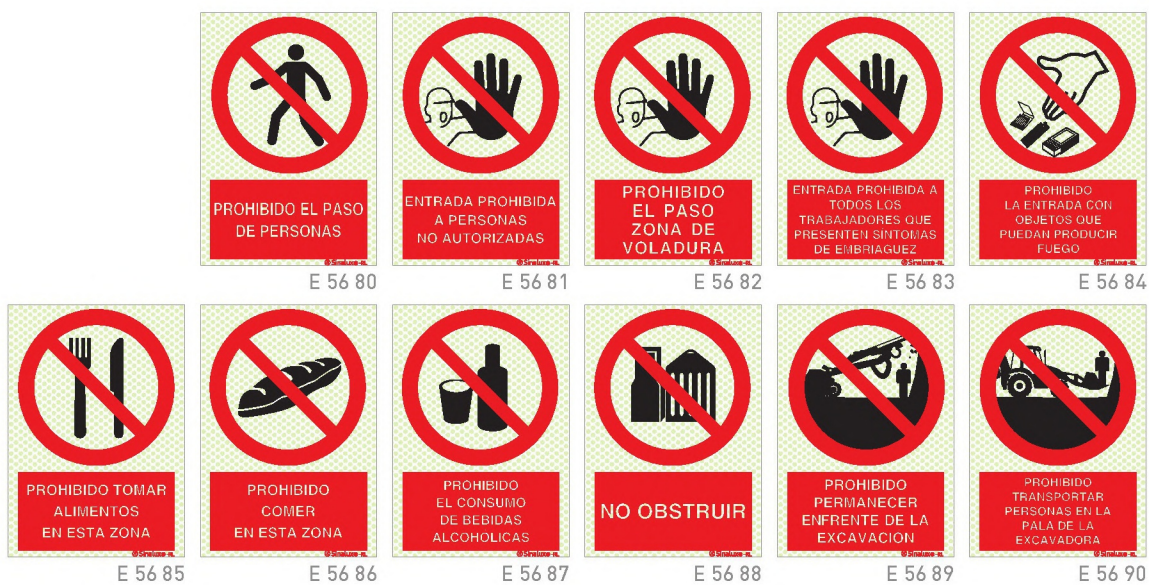 PROHIBIDO EL PASO
DE PERSONAS
@Sinaluxe-RL
E 56 80
ENTRADA PROHIBIDA
A PERSONAS
NO AUTORIZADAS
E 56 81
PROHIBIDO
EL PASO
ZONA DE
VOLADURA
E 56 82
ENTRADA PROHIBIDA A
TODOS LOS
TRABAJADORES QUE
PRESENTEN SINTOMAS
DE EMBRIAGUEZ
E 56 83
PROHIBIDO
LA ENTRADA CON
OBJETOS QUE
PUEDAN PRODUCIR
FUEGO
E 56 84
PROHIBIDO TOMAR
ALIMENTOS
EN ESTA ZONA
E 56 85
PROHIBIDO
COMER
EN ESTA ZONA
E 56 86
PROHIBIDO
EL CONSUMO
DE BEBIDAS
ALCOHOLICAS
E 56 87
NO OBSTRUIR
E 56 88
PROHIBIDO
PERMANECER
ENFRENTE DE LA
EXCAVACION
E 56 89
PROHIBIDO
TRANSPORTAR
PERSONAS EN LA
PALA DE LA
EXCAVADORA
E 56 90